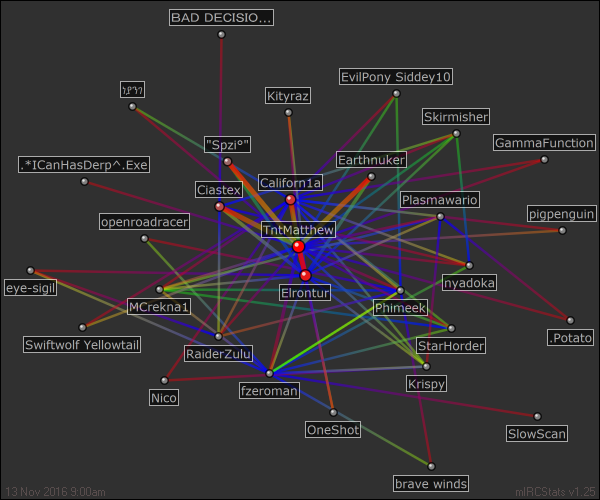 BAD DECISIO...
EvilPony Siddey10
Kityraz
Skirmisher
GammaFunction
"Spzi°"
Earthnuker
.*ICanHasDerp^.Exe
Ciastex
Californ1a
Plasmawario
openroadracer
TntMatthew
pigpenguin
eye-sigil
MCrekna1
Elrontur
Phimeek
nyadoka
Swiftwolf Yellowtail
RaiderZulu
StarHorder
.Potato
Nico
fzeroman
Krispy
OneShot
SlowScan
brave winds
13 Nov 2016 9:00am
mIRCStats v1.25